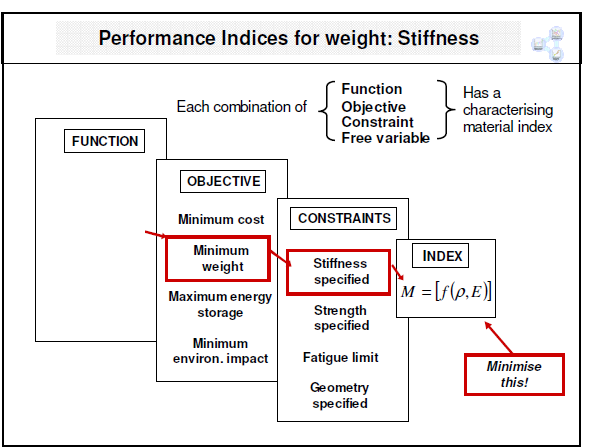 Performance Indices for weight: Stiffness
Each combination of
Function
Objective
Constraint
Free variable
Has a
characterising
material index
FUNCTION
OBJECTIVE
Minimum cost
Minimum
weight
Maximum energy
storage
Minimum
environ. impact
CONSTRAINTS
Stiffness
specified
Strength
specified
Fatigue limit
Geometry
specified
INDEX
M = [f(ρ,E)]
Minimise
this!